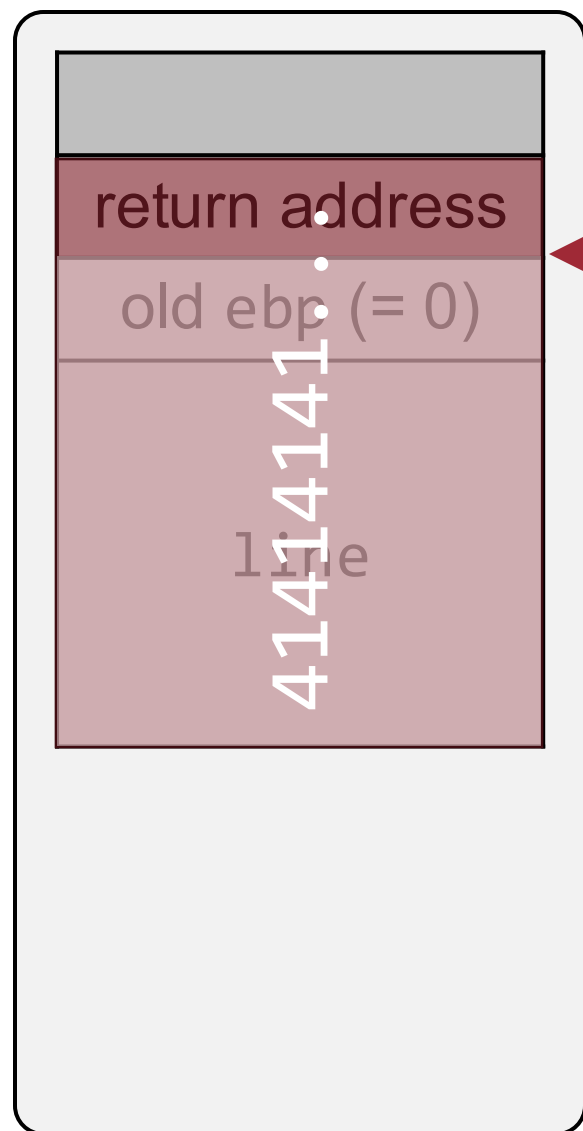 return address
old ebp (= 0)
line
41414141...